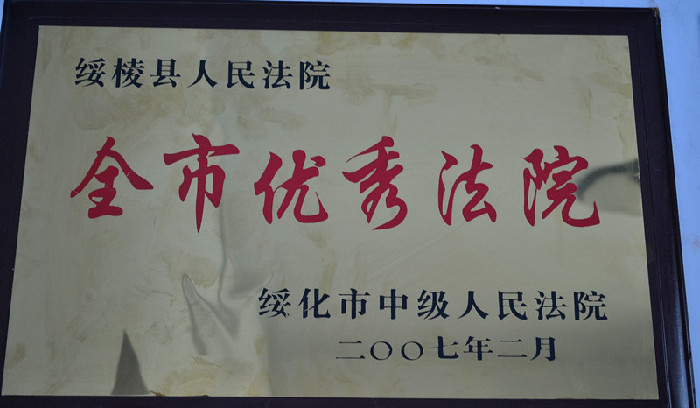 绥棱县人民法院
全市优秀法院
绥化市中级人民法院
二〇〇七年二月